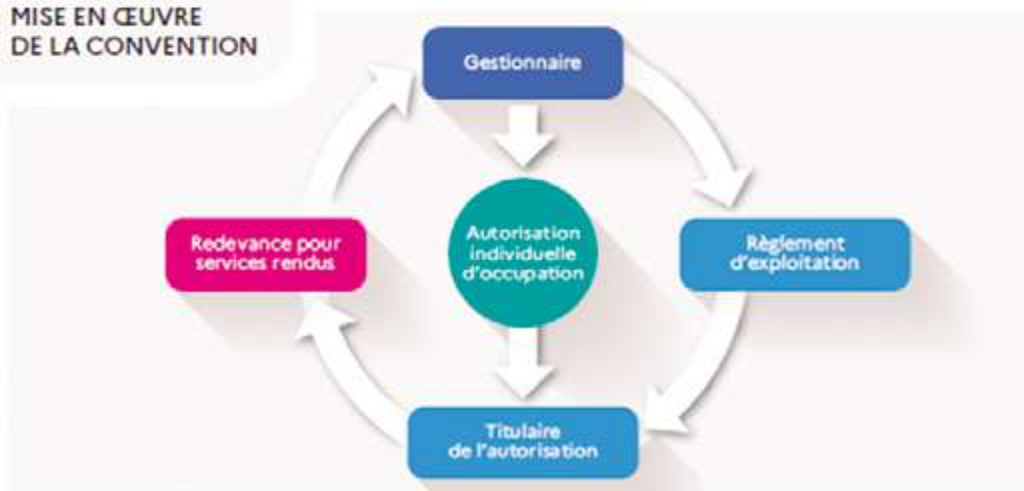 MISE EN ŒUVRE
DE LA CONVENTION
Gestionnaire
Autorisation
individuelle
d'occupation
Redevance pour
services rendus
Règlement
d'exploitation
Titulaire
de l'autorisation